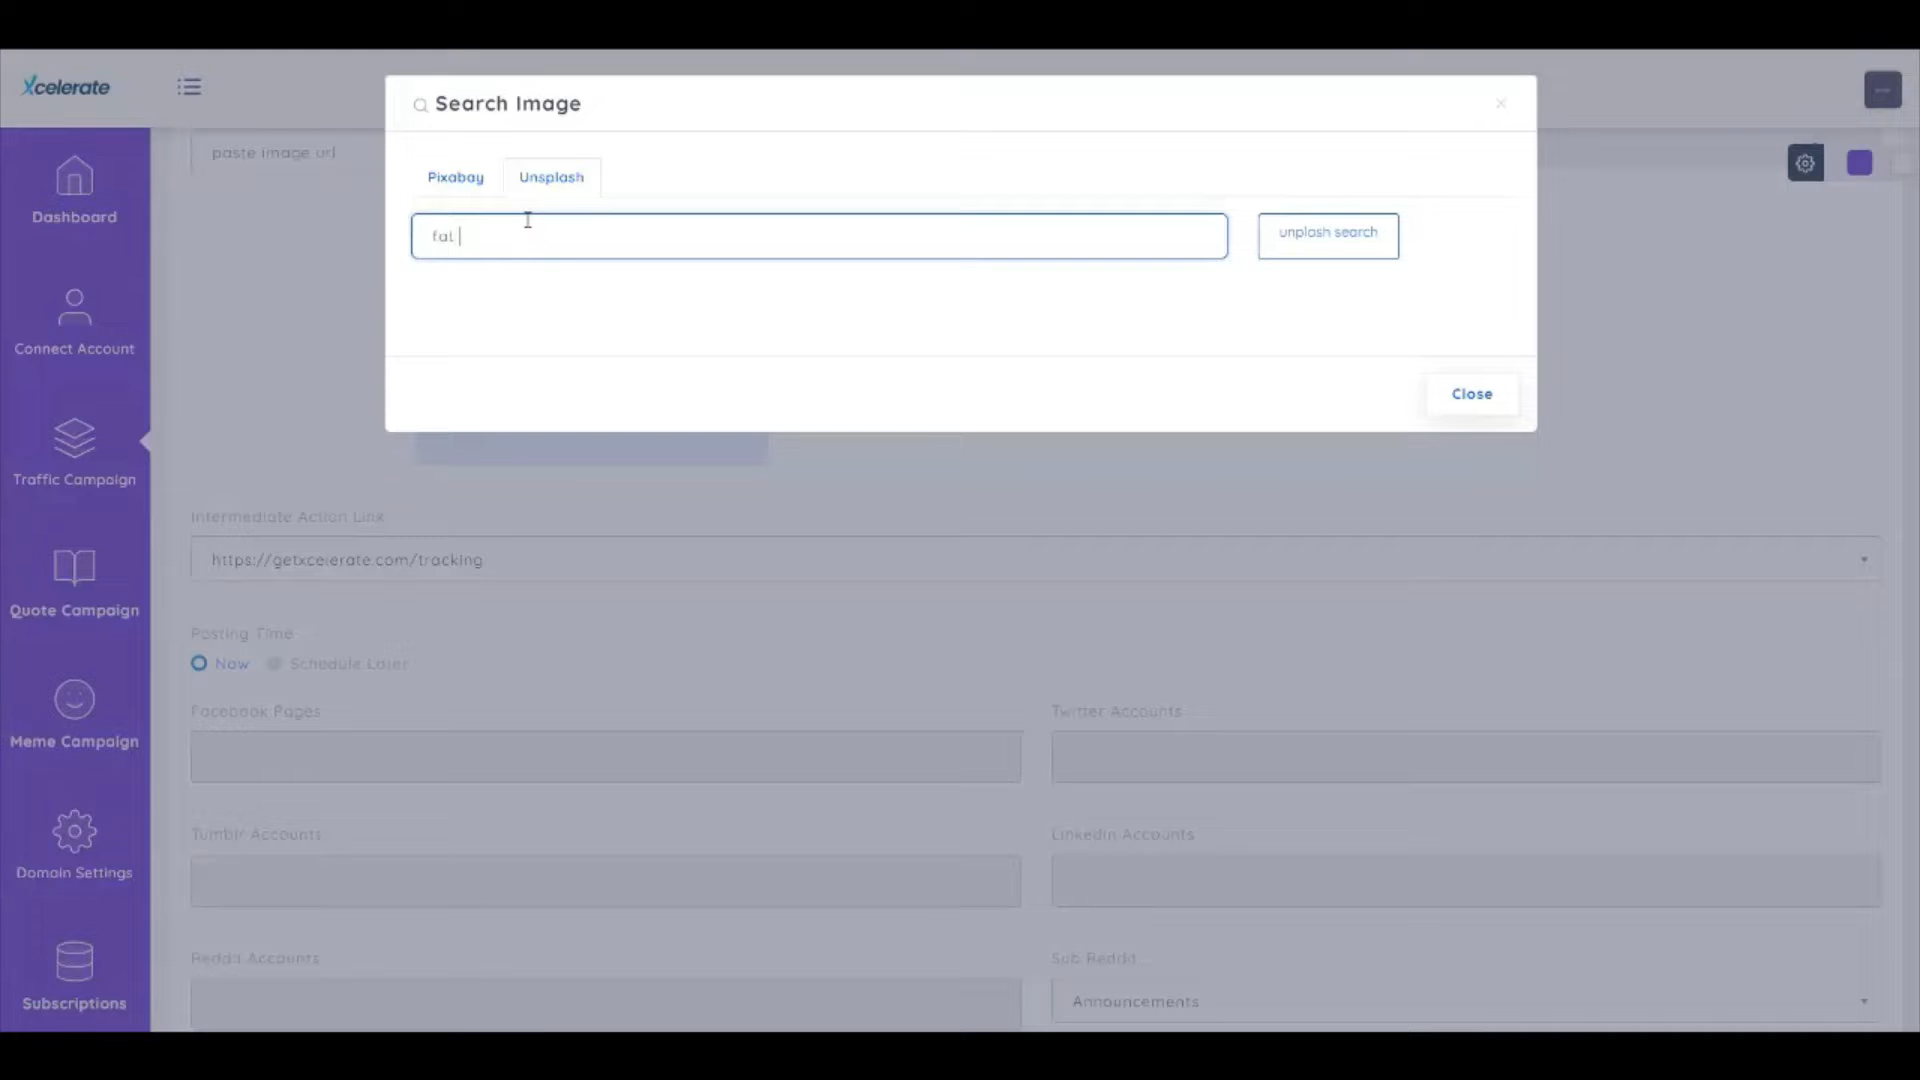 Xcelerate
Search Image
paste image url
Pixabay
Unsplash
Dashboard
fat
unplash search
Connect Account
Close
Traffic Campaign
Intermediate Action Link
https://getxcelerate.com/tracking
Quote Campaign
Posting Time
Now
Schedule Later
Facebook Pages
Twitter Accounts
Meme Campaign
Tumblr Accounts
Linkedin Accounts
Domain Settings
Reddit Accounts
Sub Reddit
Subscriptions
Announcements